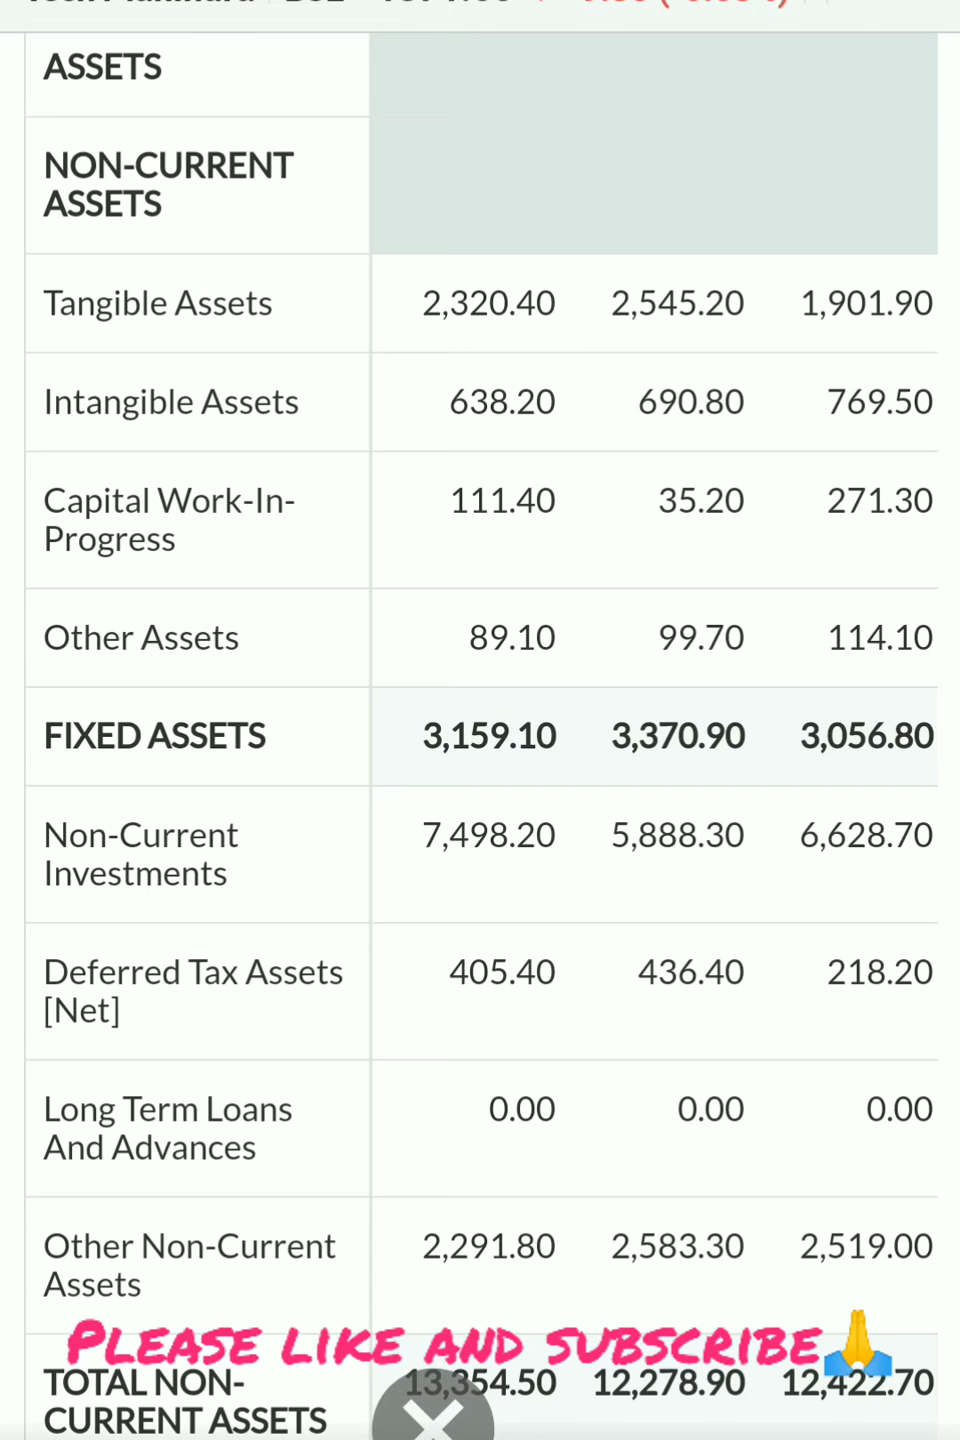 ASSETS
NON-CURRENT
ASSETS
Tangible Assets 2,320.40 2,545.20 1,901.90
Intangible Assets 638.20 690.80 769.50
Capital Work-In- 111.40 35.20 271.30
Progress
Other Assets 89.10 99.70 114.10
FIXED ASSETS 3,159.10 3,370.90 3,056.80
Non-Current 7,498.20 5,888.30 6,628.70
Investments
Deferred Tax Assets 405.40 436.40 218.20
[Net]
Long Term Loans 0.00 0.00 0.00
And Advances
Other Non-Current 2,291.80 2,583.30 2,519.00
Assets
PLEASE LIKE AND SUBSCRIBE🙏
TOTAL NON- 13,354.50 12,278.90 12,422.70
CURRENT ASSETS